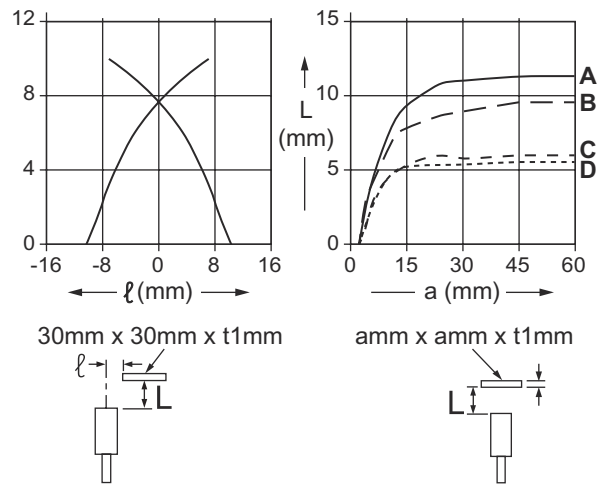 12
8
4
0
-16 -8 0 8 16
ℓ (mm)
L
(mm)
15
10
5
0
0 15 30 45 60
a (mm)
A
B
C
D
30mm x 30mm x t1mm
ℓ
L
amm x amm x t1mm
L